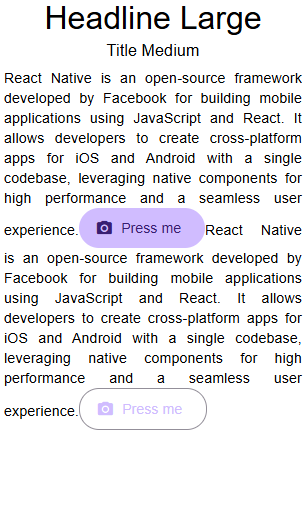 Headline Large
Title Medium
React Native is an open-source framework
developed by Facebook for building mobile
applications using JavaScript and React. It
allows developers to create cross-platform
apps for iOS and Android with a single
codebase, leveraging native components for
high performance and a seamless user
experience. Press me React Native
is an open-source framework developed by
Facebook for building mobile applications
using JavaScript and React. It allows
developers to create cross-platform apps for
iOS and Android with a single codebase,
leveraging native components for high
performance and a seamless user
experience. Press me